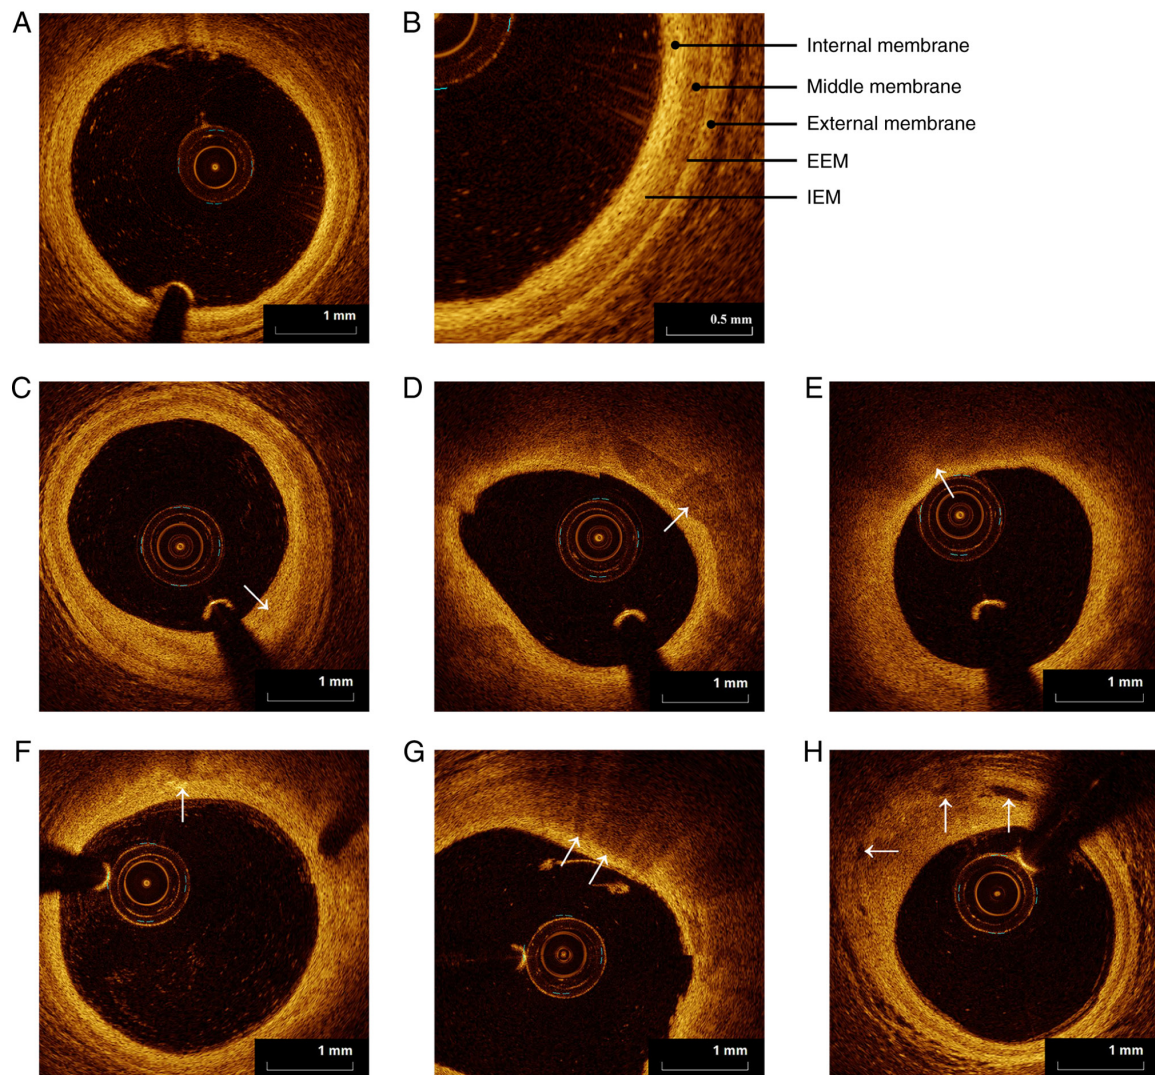 A
1 mm
B
Internal membrane
Middle membrane
External membrane
EEM
IEM
0.5 mm
C
1 mm
D
1 mm
E
1 mm
F
1 mm
G
1 mm
H
1 mm